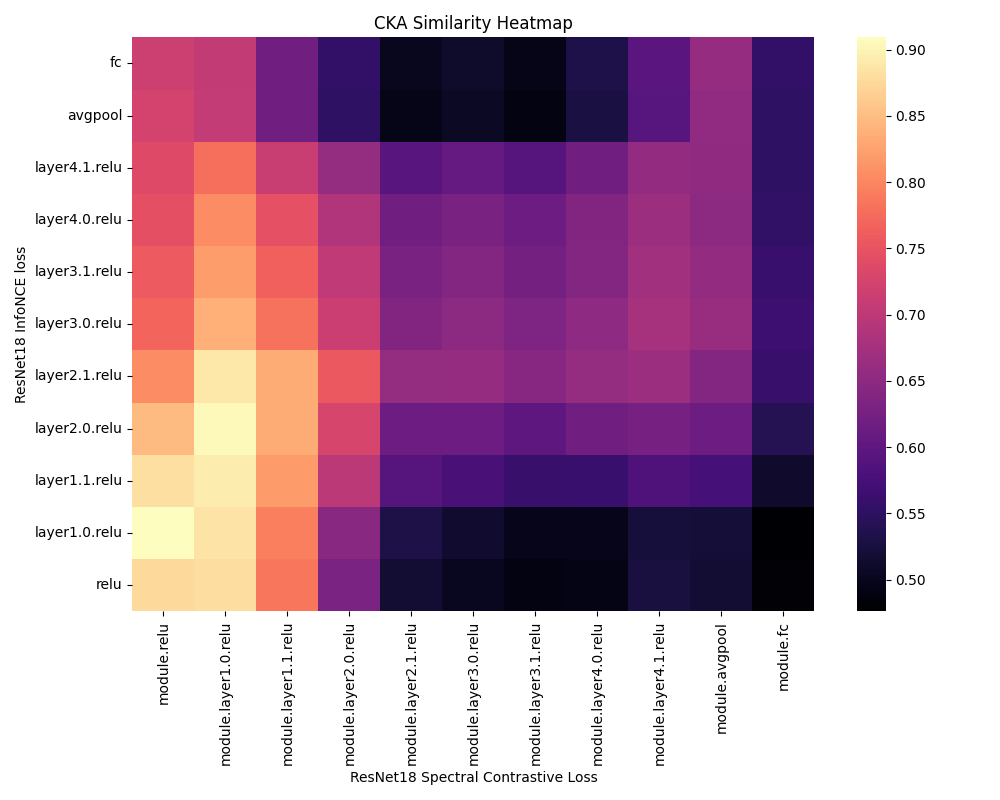 CKA Similarity Heatmap
ResNet18 InfoNCE loss
fc
avgpool
layer4.1.relu
layer4.0.relu
layer3.1.relu
layer3.0.relu
layer2.1.relu
layer2.0.relu
layer1.1.relu
layer1.0.relu
relu
module.relu
module.layer1.0.relu
module.layer1.1.relu
module.layer2.0.relu
module.layer2.1.relu
module.layer3.0.relu
module.layer3.1.relu
module.layer4.0.relu
module.layer4.1.relu
module.avgpool
module.fc
ResNet18 Spectral Contrastive Loss
0.90
0.85
0.80
0.75
0.70
0.65
0.60
0.55
0.50